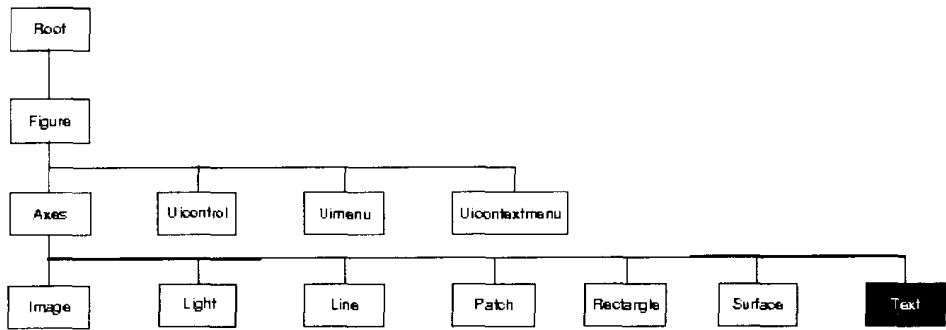 Root
Figure
Axes
Uicontrol
Uimenu
Uicontextmenu
Image
Light
Line
Patch
Rectangle
Surface
Text